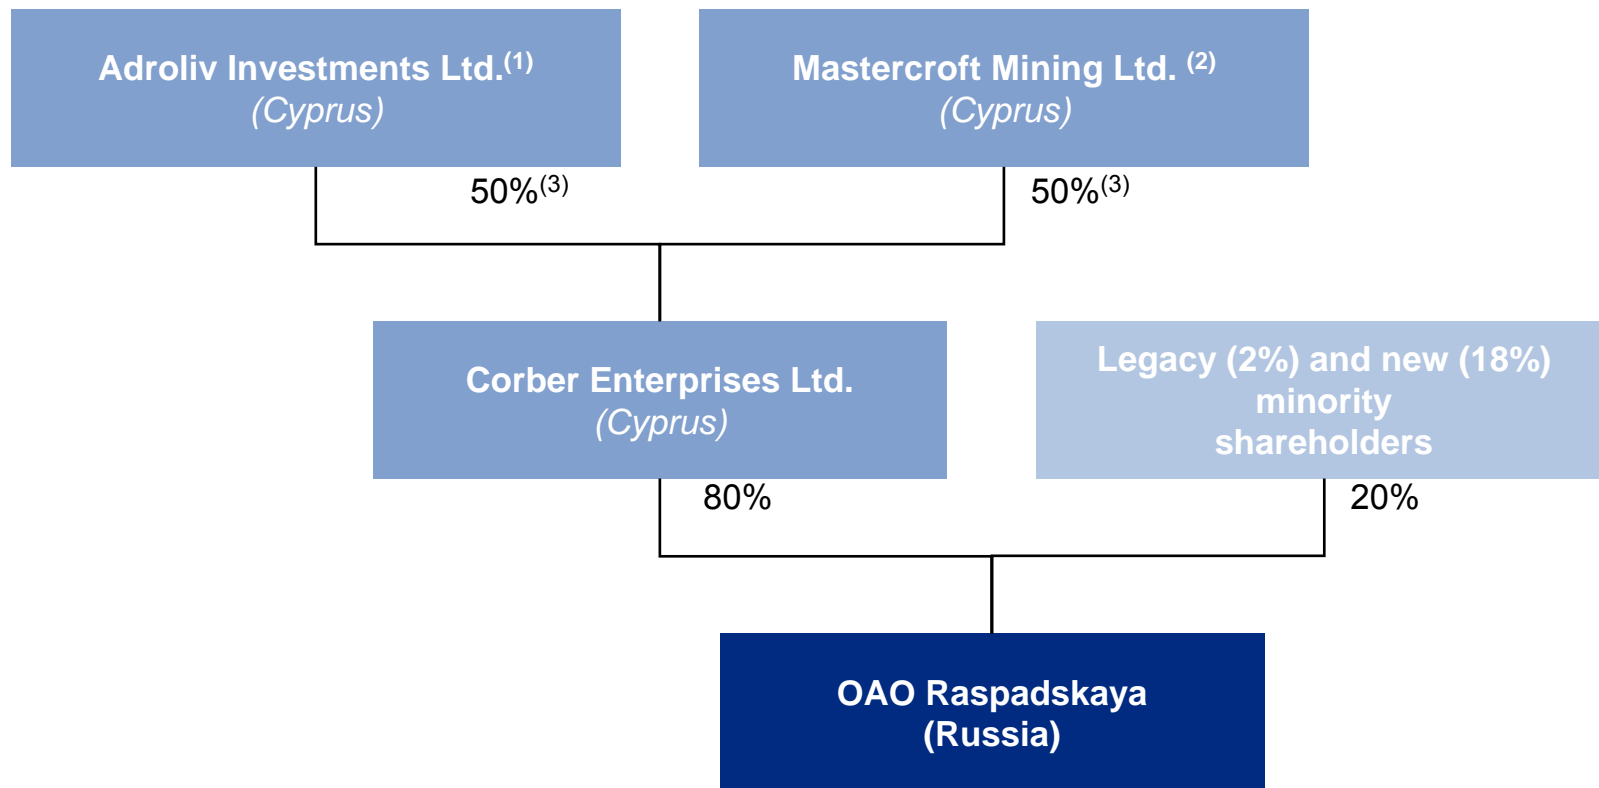 Adroliv Investments Ltd.(1)
(Cyprus)
Mastercroft Mining Ltd. (2)
(Cyprus)
50%(3)
50%(3)
Corber Enterprises Ltd.
(Cyprus)
Legacy (2%) and new (18%)
minority
shareholders
80%
20%
OAO Raspadskaya
(Russia)